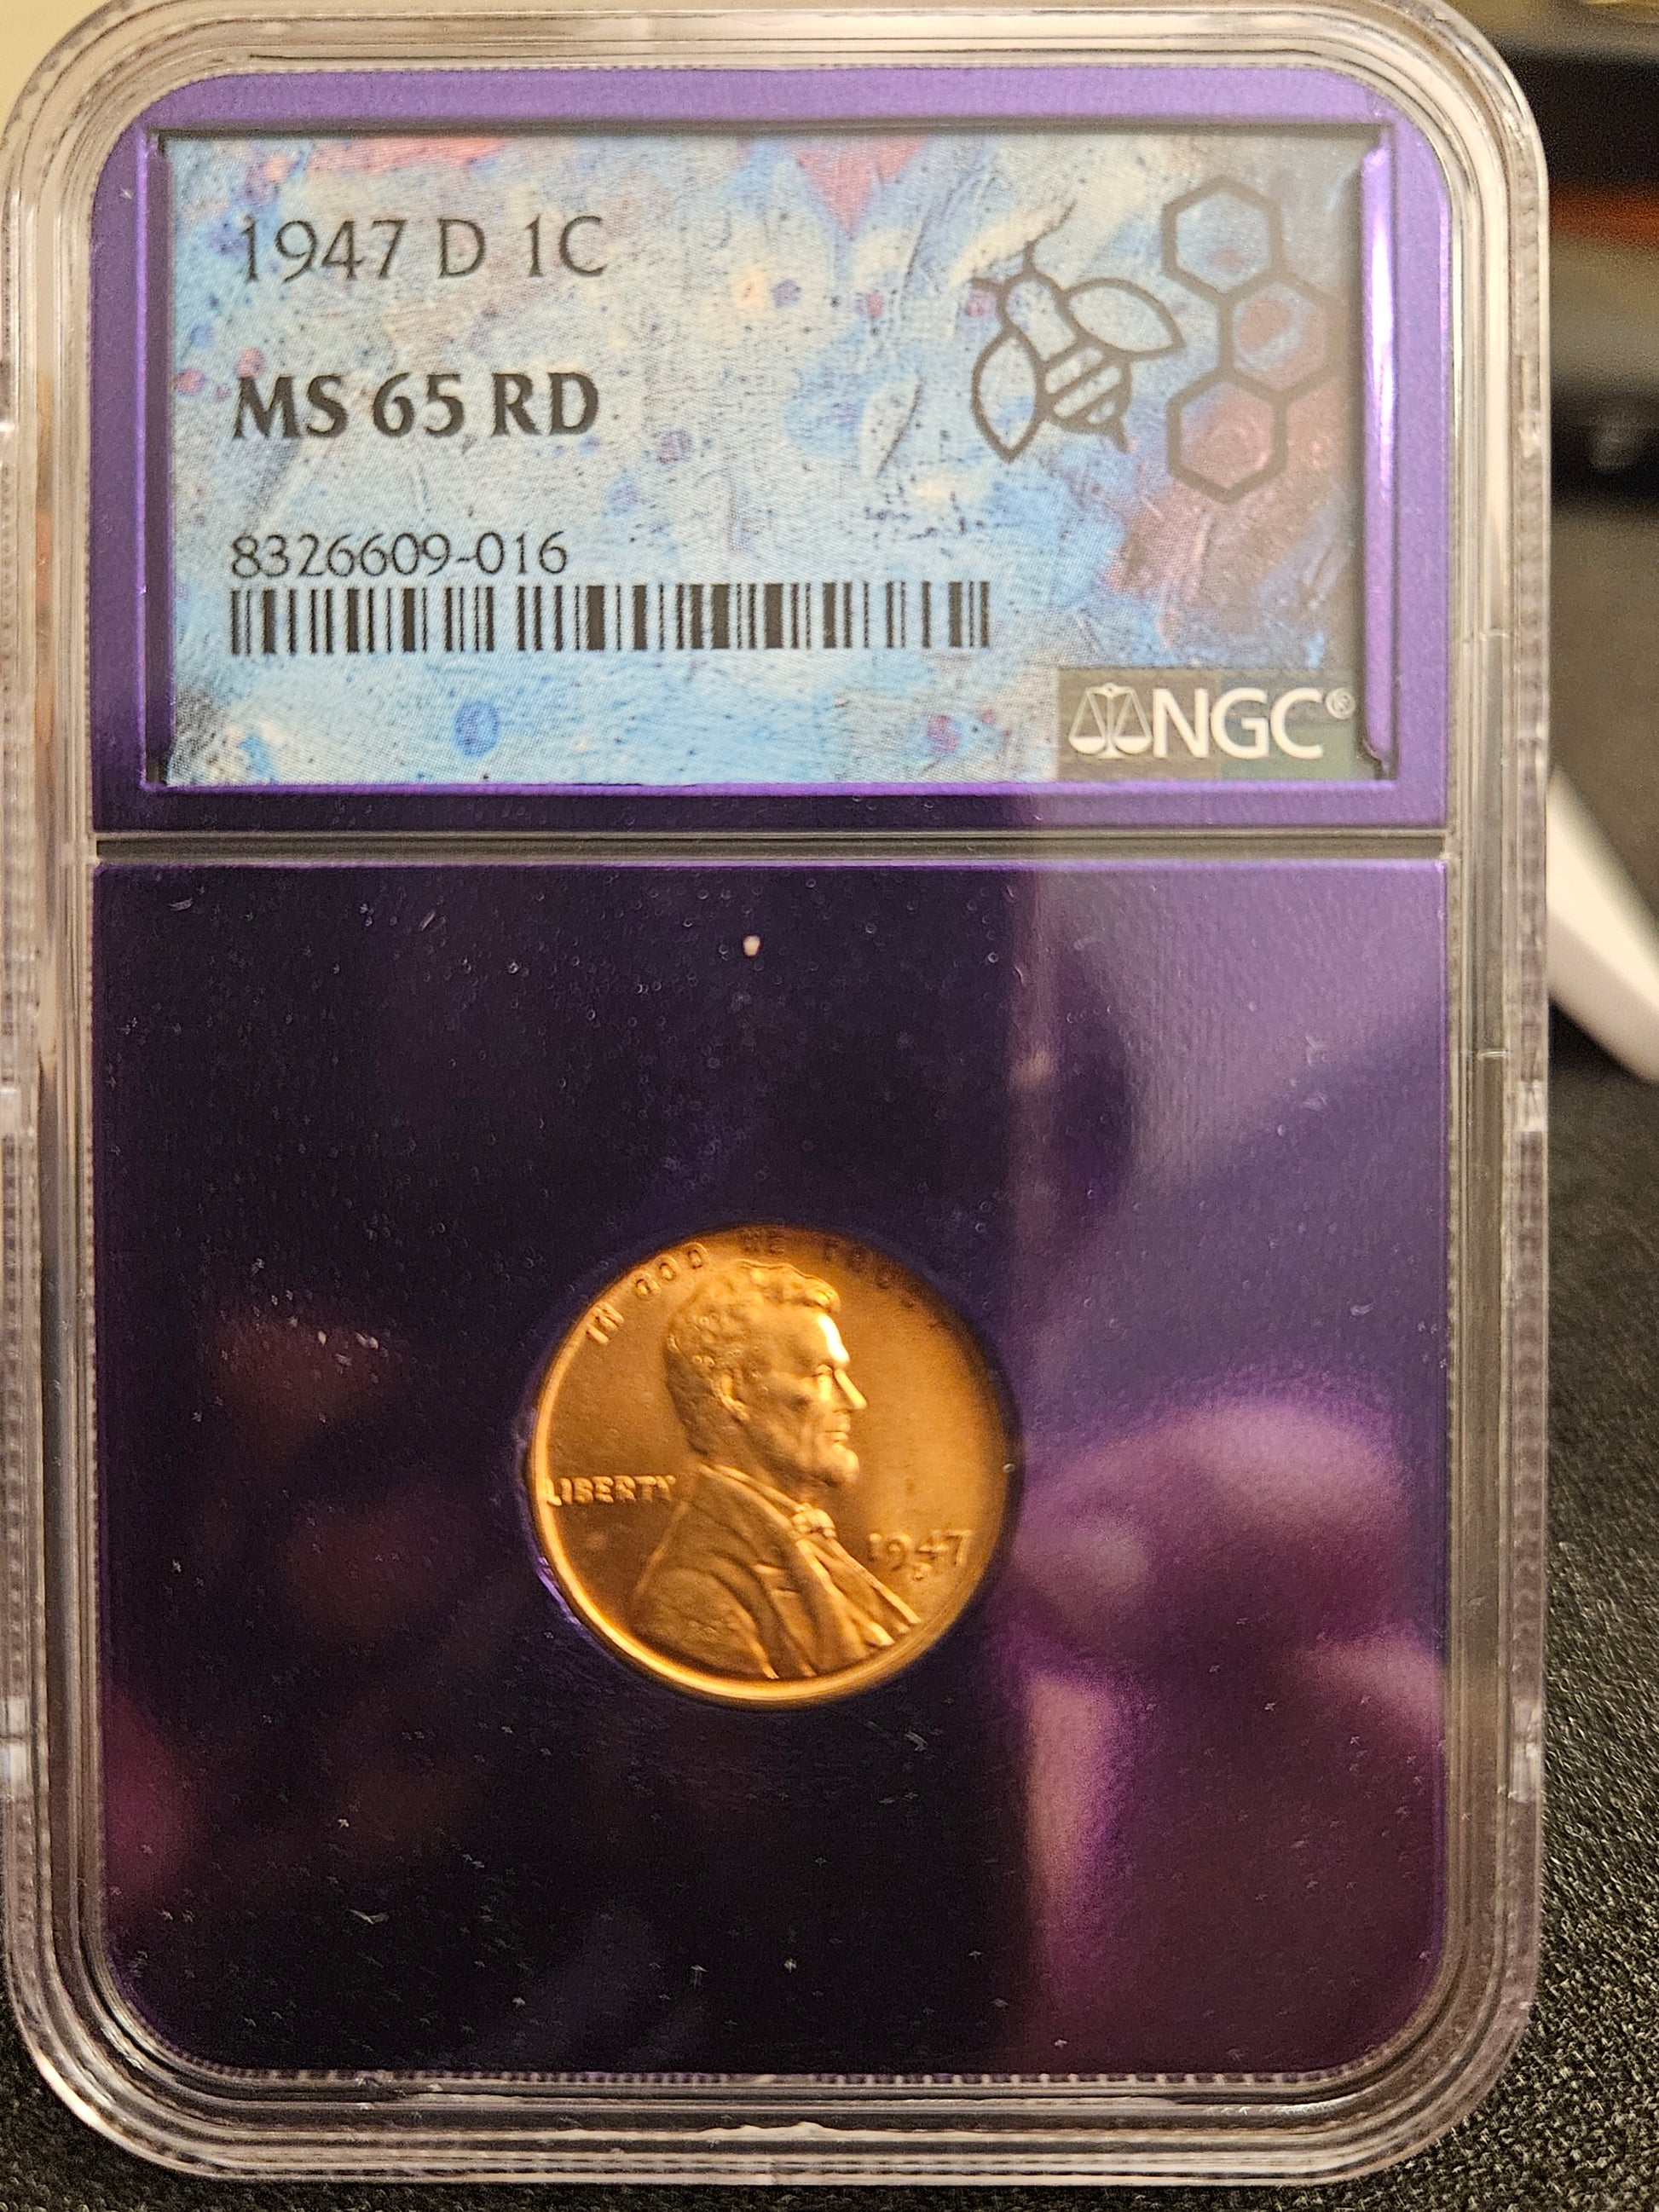 1947 D 1C
MS 65 RD
8326609-016
NGC®
IN GOD WE TRUST
LIBERTY
1947
D